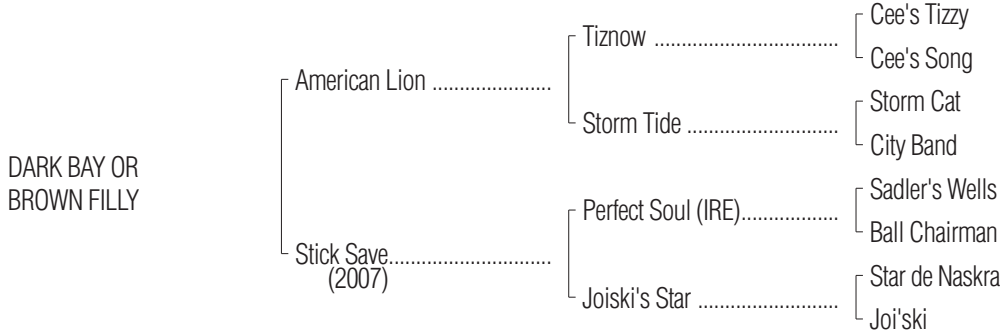 Cee's Tizzy
Tiznow ..................................
Cee's Song
American Lion ......................
Storm Cat
Storm Tide ............................
City Band
DARK BAY OR
BROWN FILLY
Sadler's Wells
Perfect Soul (IRE)..................
Ball Chairman
Stick Save..............................
(2007)
Star de Naskra
Joiski's Star ..........................
Joi'ski